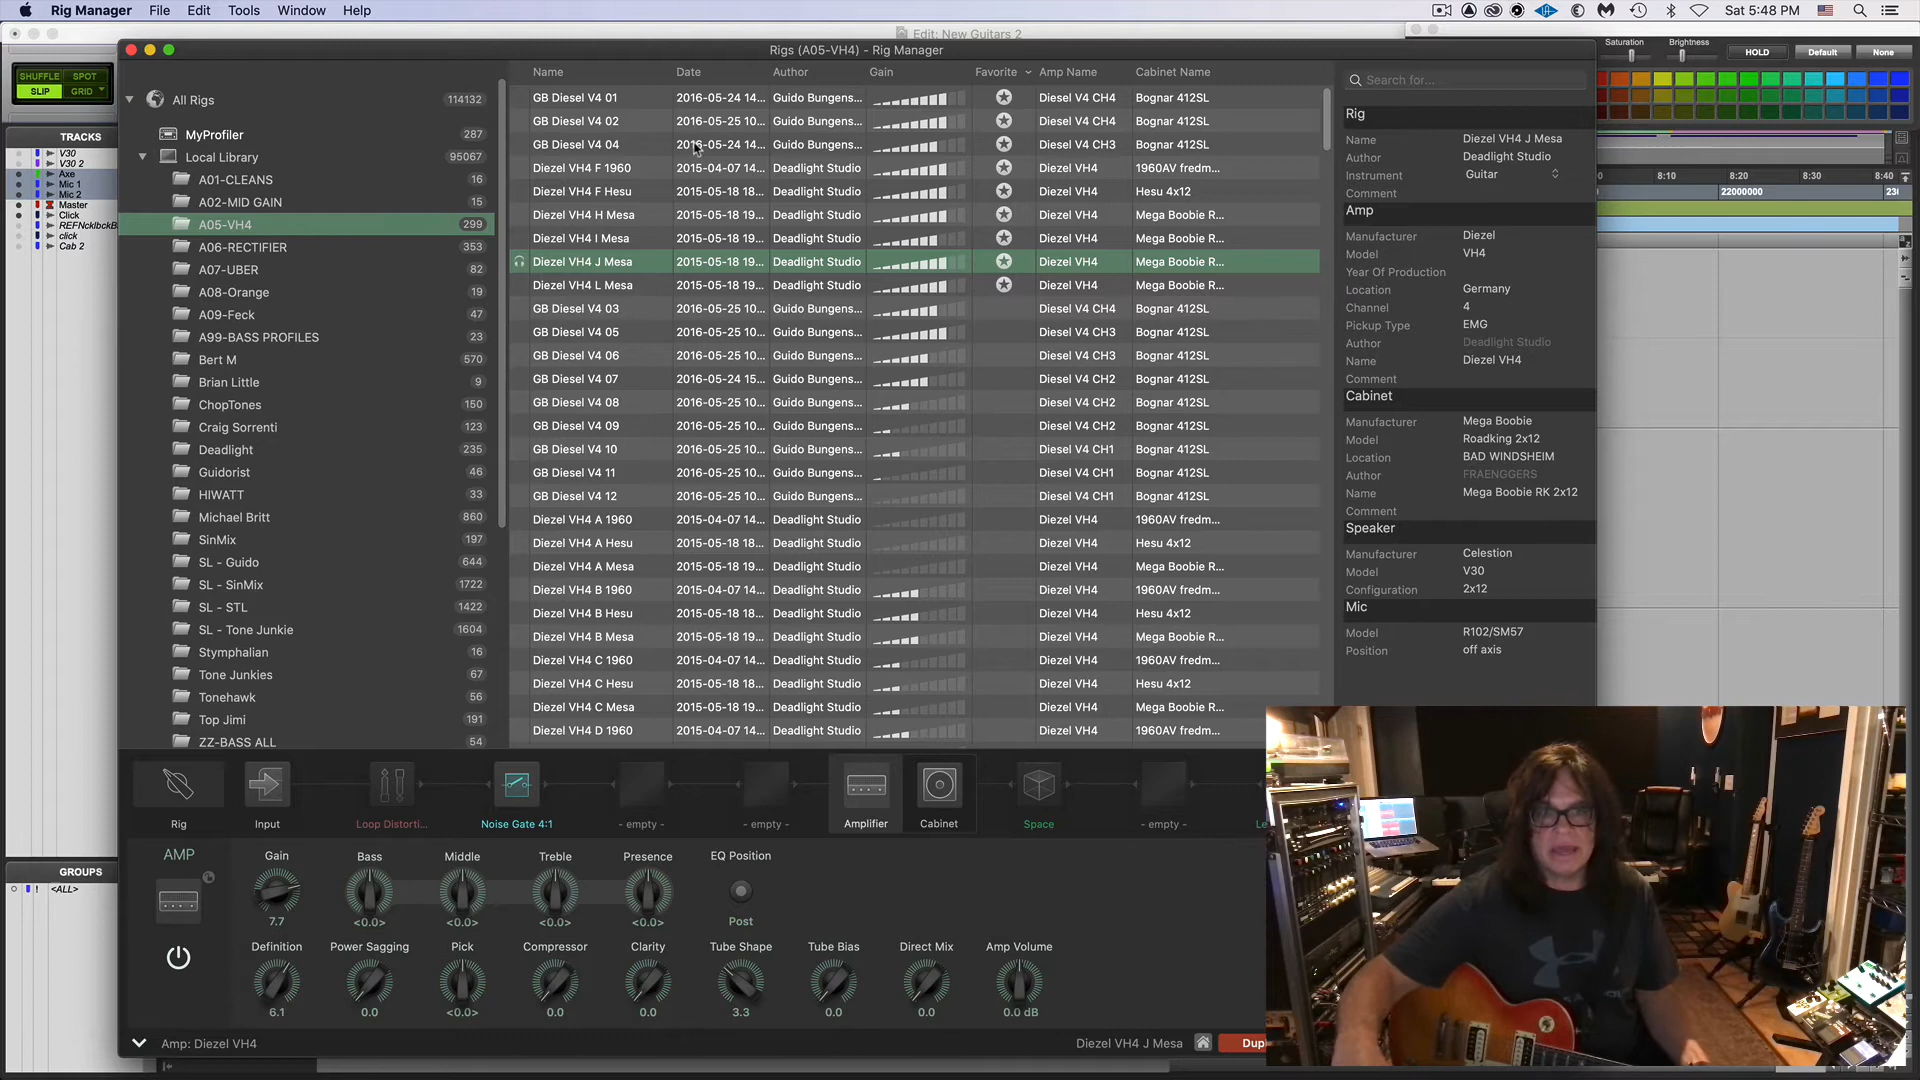 Rig Manager File Edit Tools Window Help Sat 5:48 PM
Edit: New Guitars 2
Rigs (A05-VH4) - Rig Manager
SHUFFLE SPOT
SLIP GRID
TRACKS
V30
V30 2
Axe
Mic 1
Mic 2
Master
Click
REFNcklbckB
click
Cab 2
GROUPS
! <ALL>
All Rigs 114132
MyProfiler 287
Local Library 95067
A01-CLEANS 16
A02-MID GAIN 15
A05-VH4 299
A06-RECTIFIER 353
A07-UBER 82
A08-Orange 19
A09-Feck 47
A99-BASS PROFILES 23
Bert M 570
Brian Little 9
ChopTones 150
Craig Sorrenti 123
Deadlight 235
Guidorist 46
HIWATT 33
Michael Britt 860
SinMix 197
SL - Guido 644
SL - SinMix 1722
SL - STL 1422
SL - Tone Junkie 1604
Stymphalian 16
Tone Junkies 67
Tonehawk 56
Top Jimi 191
ZZ-BASS ALL 54
Name Date Author Gain Favorite Amp Name Cabinet Name
GB Diesel V4 01 2016-05-24 14... Guido Bungens... Diesel V4 CH4 Bognar 412SL
GB Diesel V4 02 2016-05-25 10... Guido Bungens... Diesel V4 CH4 Bognar 412SL
GB Diesel V4 04 2016-05-24 14... Guido Bungens... Diesel V4 CH3 Bognar 412SL
Diezel VH4 F 1960 2015-04-07 14... Deadlight Studio Diezel VH4 1960AV fredm...
Diezel VH4 F Hesu 2015-05-18 18... Deadlight Studio Diezel VH4 Hesu 4x12
Diezel VH4 H Mesa 2015-05-18 19... Deadlight Studio Diezel VH4 Mega Boobie R...
Diezel VH4 I Mesa 2015-05-18 19... Deadlight Studio Diezel VH4 Mega Boobie R...
Diezel VH4 J Mesa 2015-05-18 19... Deadlight Studio Diezel VH4 Mega Boobie R...
Diezel VH4 L Mesa 2015-05-18 19... Deadlight Studio Diezel VH4 Mega Boobie R...
GB Diesel V4 03 2016-05-25 10... Guido Bungens... Diesel V4 CH4 Bognar 412SL
GB Diesel V4 05 2016-05-25 10... Guido Bungens... Diesel V4 CH3 Bognar 412SL
GB Diesel V4 06 2016-05-25 10... Guido Bungens... Diesel V4 CH3 Bognar 412SL
GB Diesel V4 07 2016-05-24 15... Guido Bungens... Diesel V4 CH2 Bognar 412SL
GB Diesel V4 08 2016-05-25 10... Guido Bungens... Diesel V4 CH2 Bognar 412SL
GB Diesel V4 09 2016-05-25 10... Guido Bungens... Diesel V4 CH2 Bognar 412SL
GB Diesel V4 10 2016-05-25 10... Guido Bungens... Diesel V4 CH1 Bognar 412SL
GB Diesel V4 11 2016-05-25 10... Guido Bungens... Diesel V4 CH1 Bognar 412SL
GB Diesel V4 12 2016-05-25 10... Guido Bungens... Diesel V4 CH1 Bognar 412SL
Diezel VH4 A 1960 2015-04-07 14... Deadlight Studio Diezel VH4 1960AV fredm...
Diezel VH4 A Hesu 2015-05-18 18... Deadlight Studio Diezel VH4 Hesu 4x12
Diezel VH4 A Mesa 2015-05-18 19... Deadlight Studio Diezel VH4 Mega Boobie R...
Diezel VH4 B 1960 2015-04-07 14... Deadlight Studio Diezel VH4 1960AV fredm...
Diezel VH4 B Hesu 2015-05-18 18... Deadlight Studio Diezel VH4 Hesu 4x12
Diezel VH4 B Mesa 2015-05-18 19... Deadlight Studio Diezel VH4 Mega Boobie R...
Diezel VH4 C 1960 2015-04-07 14... Deadlight Studio Diezel VH4 1960AV fredm...
Diezel VH4 C Hesu 2015-05-18 18... Deadlight Studio Diezel VH4 Hesu 4x12
Diezel VH4 C Mesa 2015-05-18 19... Deadlight Studio Diezel VH4 Mega Boobie R...
Diezel VH4 D 1960 2015-04-07 14... Deadlight Studio Diezel VH4 1960AV fredm...
Search for...
Rig
Name Diezel VH4 J Mesa
Author Deadlight Studio
Instrument Guitar
Comment
Amp
Manufacturer Diezel
Model VH4
Year Of Production
Location Germany
Channel 4
Pickup Type EMG
Author Deadlight Studio
Name Diezel VH4
Comment
Cabinet
Manufacturer Mega Boobie
Model Roadking 2x12
Location BAD WINDSHEIM
Author FRAENGGERS
Name Mega Boobie RK 2x12
Comment
Speaker
Manufacturer Celestion
Model V30
Configuration 2x12
Mic
Model R102/SM57
Position off axis
Saturation Brightness HOLD Default None
8:10 8:20 8:30 8:40
22000000 23
Rig Input Loop Distorti... Noise Gate 4:1 - empty - - empty - Amplifier Cabinet Space - empty -
AMP
Gain Bass Middle Treble Presence EQ Position
7.7 <0.0> <0.0> <0.0> <0.0> Post
Definition Power Sagging Pick Compressor Clarity Tube Shape Tube Bias Direct Mix Amp Volume
6.1 0.0 <0.0> 0.0 0.0 3.3 0.0 0.0 0.0 dB
Amp: Diezel VH4 Diezel VH4 J Mesa Dup